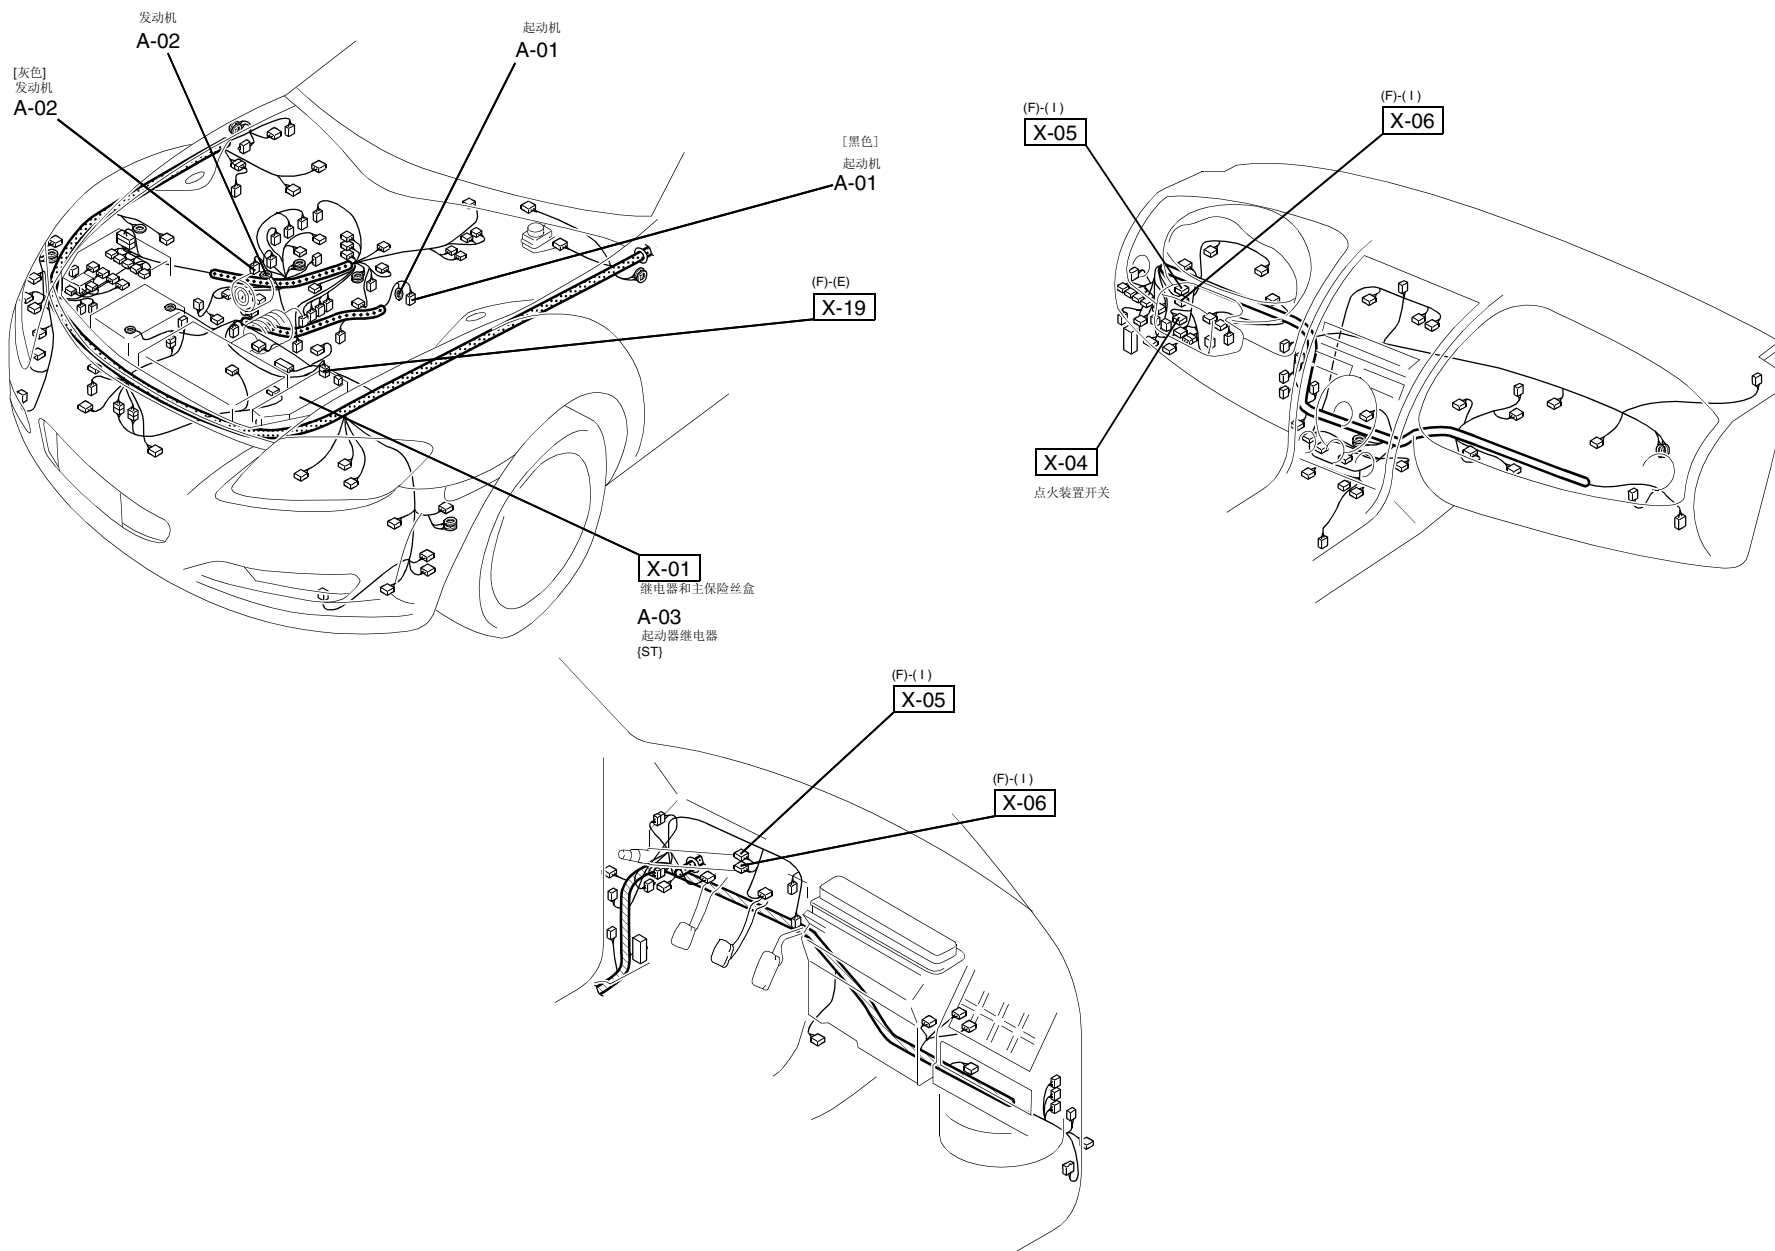 发动机
A-02
起动机
A-01
[灰色]
发动机
A-02
[黑色]
起动机
A-01
(F)-(E)
X-19
X-01
继电器和主保险丝盒
A-03
起动器继电器
{ST}
(F)-( I )
X-05
(F)-( I )
X-06
X-04
点火装置开关
(F)-( I )
X-05
(F)-( I )
X-06